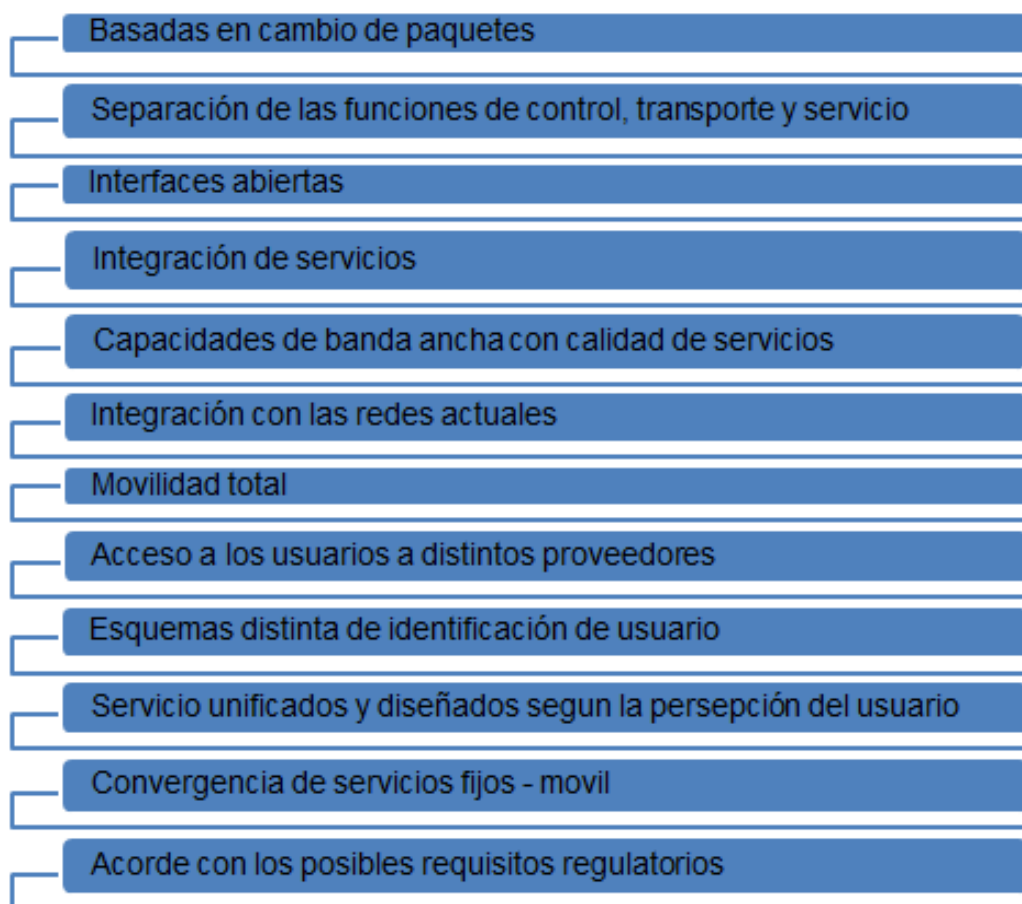 Basadas en cambio de paquetes
Separación de las funciones de control, transporte y servicio
Interfaces abiertas
Integración de servicios
Capacidades de banda ancha con calidad de servicios
Integración con las redes actuales
Movilidad total
Acceso a los usuarios a distintos proveedores
Esquemas distinta de identificación de usuario
Servicio unificados y diseñados segun la persepción del usuario
Convergencia de servicios fijos - movil
Acorde con los posibles requisitos regulatorios